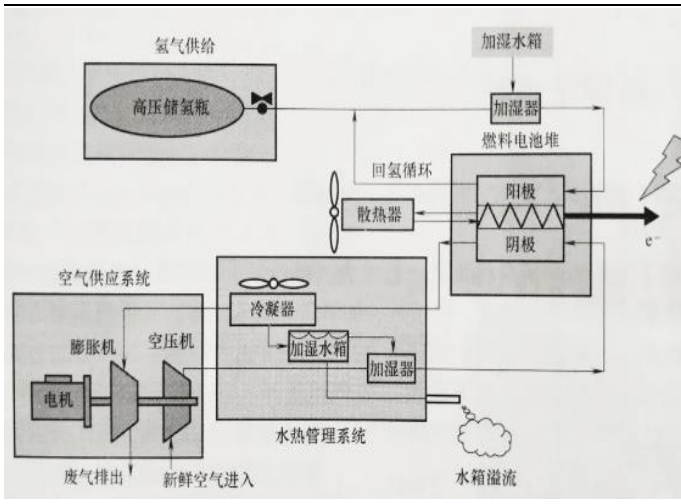 氢气供给
加湿水箱
高压储氢瓶
加湿器
燃料电池堆
回氢循环
阳极
散热器
阴极
e⁻
空气供应系统
冷凝器
膨胀机
空压机
加湿水箱
加湿器
电机
水热管理系统
废气排出
新鲜空气进入
水箱溢流